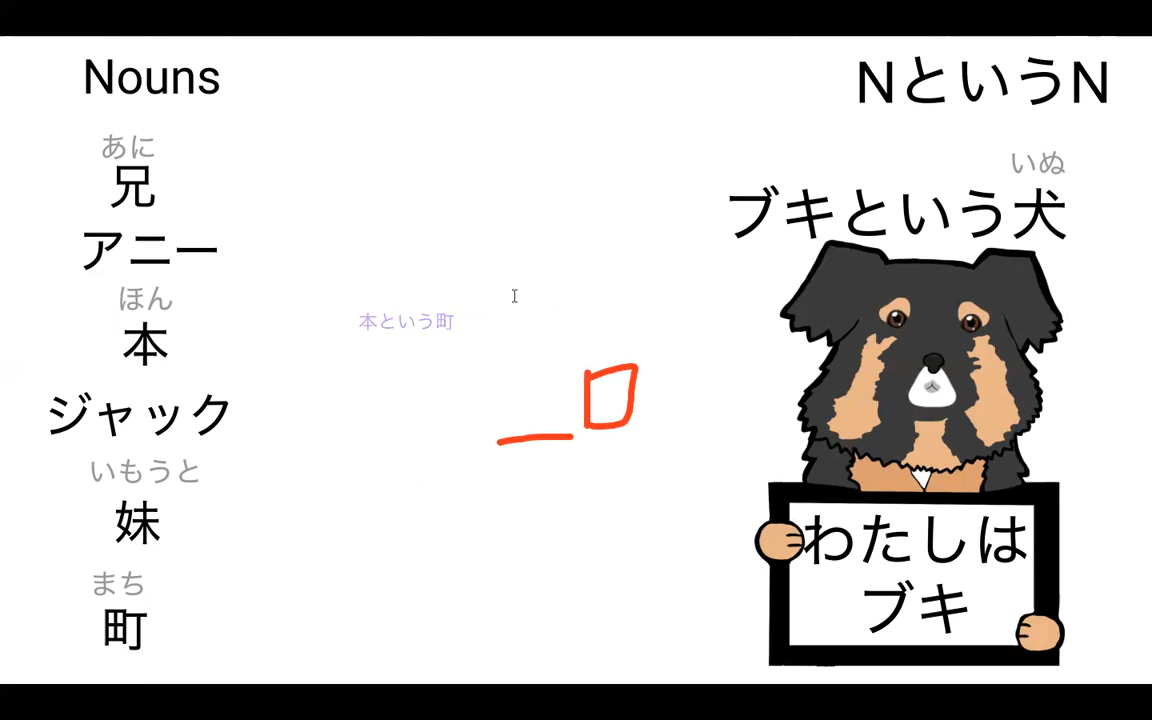 Nouns
あに
兄
アニー
ほん
本
ジャック
いもうと
妹
まち
町
本という町
NというN
いぬ
ブキという犬
わたしは
ブキ